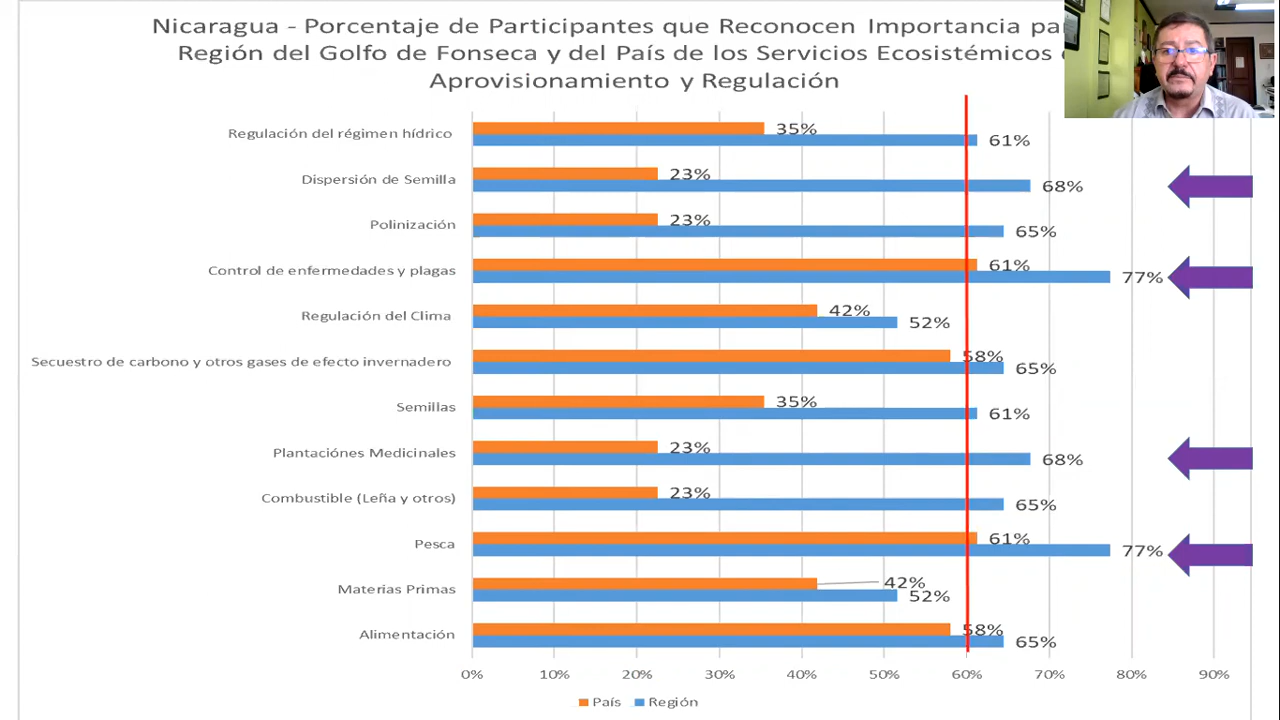 Nicaragua - Porcentaje de Participantes que Reconocen Importancia
Región del Golfo de Fonseca y del País de los Servicios Ecosistémicos
Aprovisionamiento y Regulación
Regulación del régimen hídrico
35%
61%
Dispersión de Semilla
23%
68%
Polinización
23%
65%
Control de enfermedades y plagas
61%
77%
Regulación del Clima
42%
52%
Secuestro de carbono y otros gases de efecto invernadero
58%
65%
Semillas
35%
61%
Plantaciónes Medicinales
23%
68%
Combustible (Leña y otros)
23%
65%
Pesca
61%
77%
Materias Primas
42%
52%
Alimentación
58%
65%
0% 10% 20% 30% 40% 50% 60% 70% 80% 90%
País Región